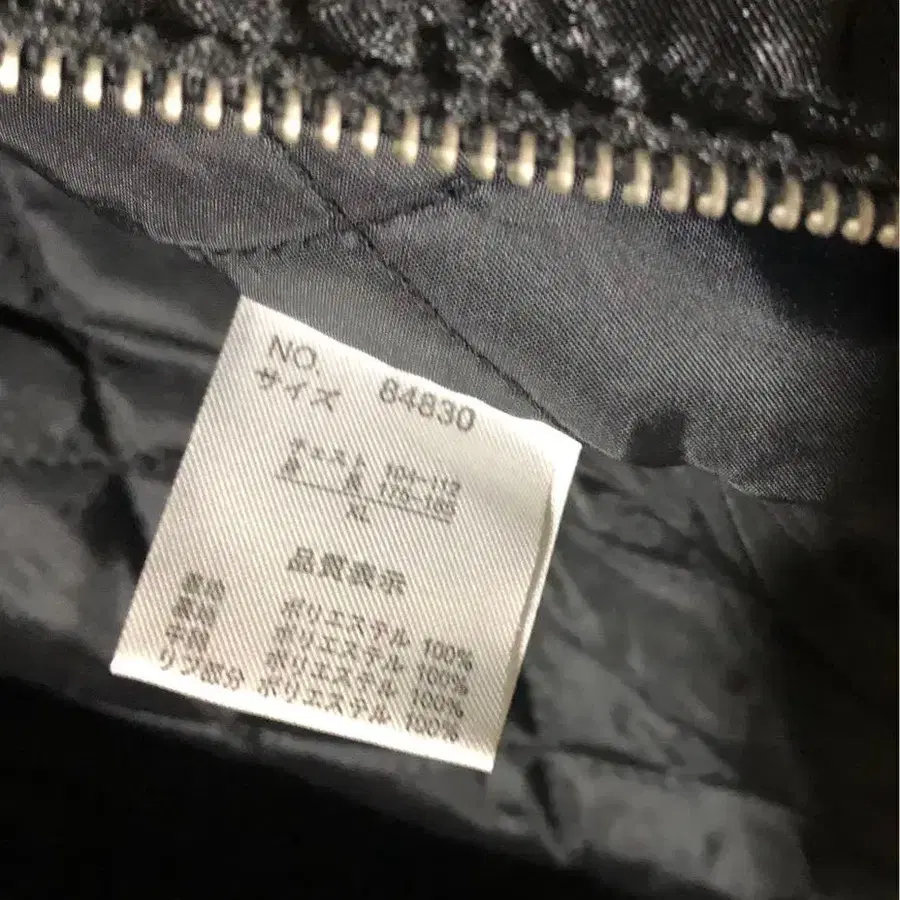 NO. 84830
サイズ
チェスト 104-112
身長 175-185
XL
品質表示
表地 ポリエステル 100%
裏地 ポリエステル 100%
中綿 ポリエステル 100%
リブ部分 ポリエステル 100%